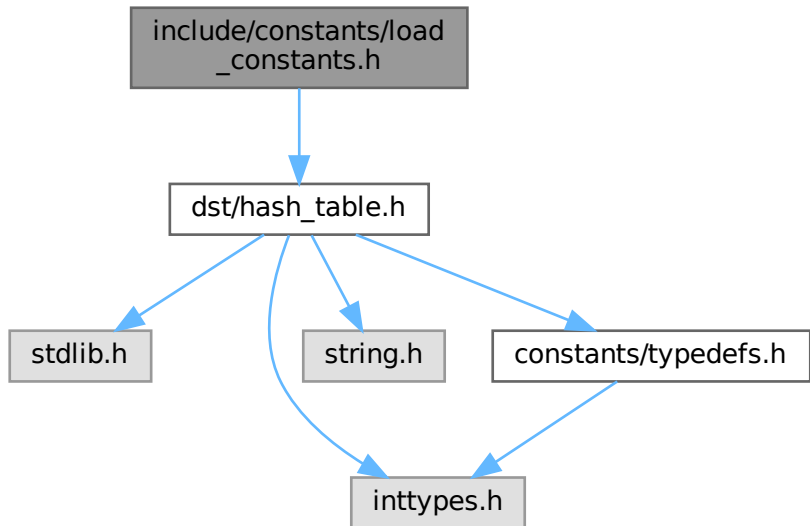 include/constants/load
_constants.h
dst/hash_table.h
stdlib.h
string.h
constants/typedefs.h
inttypes.h